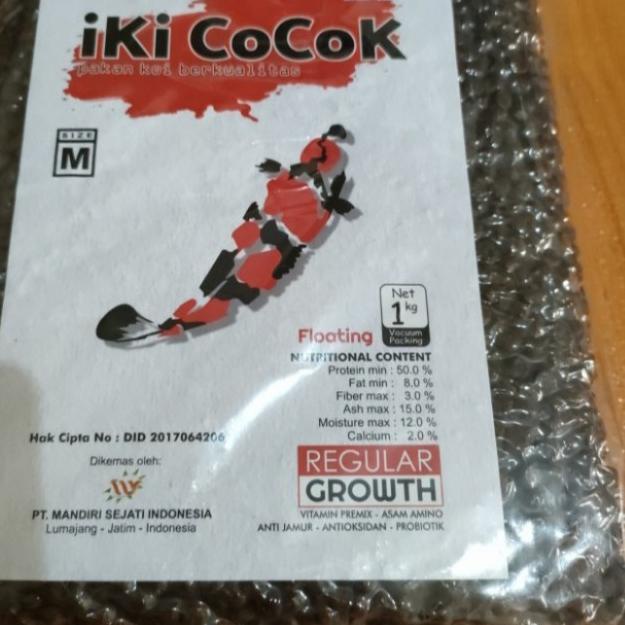 iKi CoCoK
pakan koi berkualitas
SIZE
M
Net
1 kg
Vacuum
Packing
Floating
NUTRITIONAL CONTENT
Protein min : 50.0 %
Fat min : 8.0 %
Fiber max : 3.0 %
Ash max : 15.0 %
Moisture max : 12.0 %
Calcium : 2.0 %
Hak Cipta No : DID 2017064206
Dikemas oleh:
PT. MANDIRI SEJATI INDONESIA
Lumajang - Jatim - Indonesia
REGULAR
GROWTH
VITAMIN PREMIX - ASAM AMINO
ANTI JAMUR - ANTIOKSIDAN - PROBIOTIK